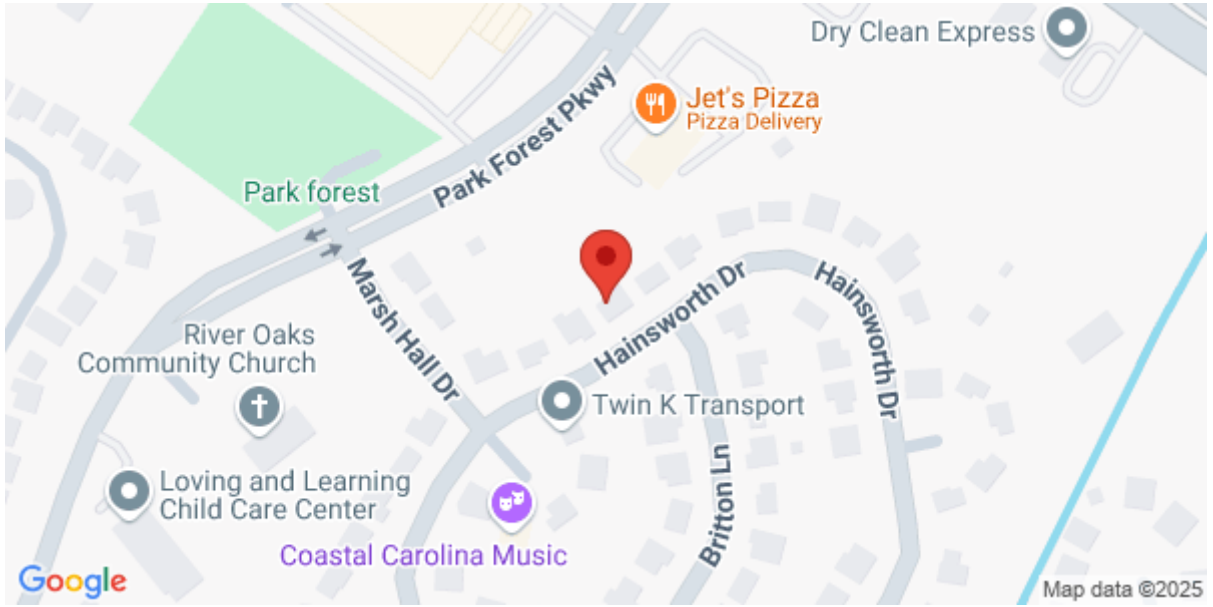 Dry Clean Express
Jet's Pizza
Pizza Delivery
Park Forest Pkwy
Park forest
Marsh Hall Dr
Hainsworth Dr
Hainsworth Dr
River Oaks
Community Church
Twin K Transport
Loving and Learning
Child Care Center
Britton Ln
Coastal Carolina Music
Google
Map data ©2025